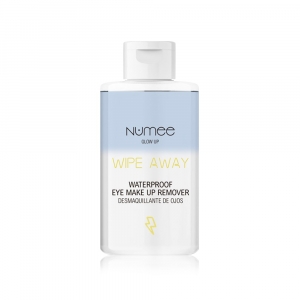 NUMEE
GLOW UP
WIPE AWAY
WATERPROOF
EYE MAKE UP REMOVER
DESMAQUILLANTE DE OJOS